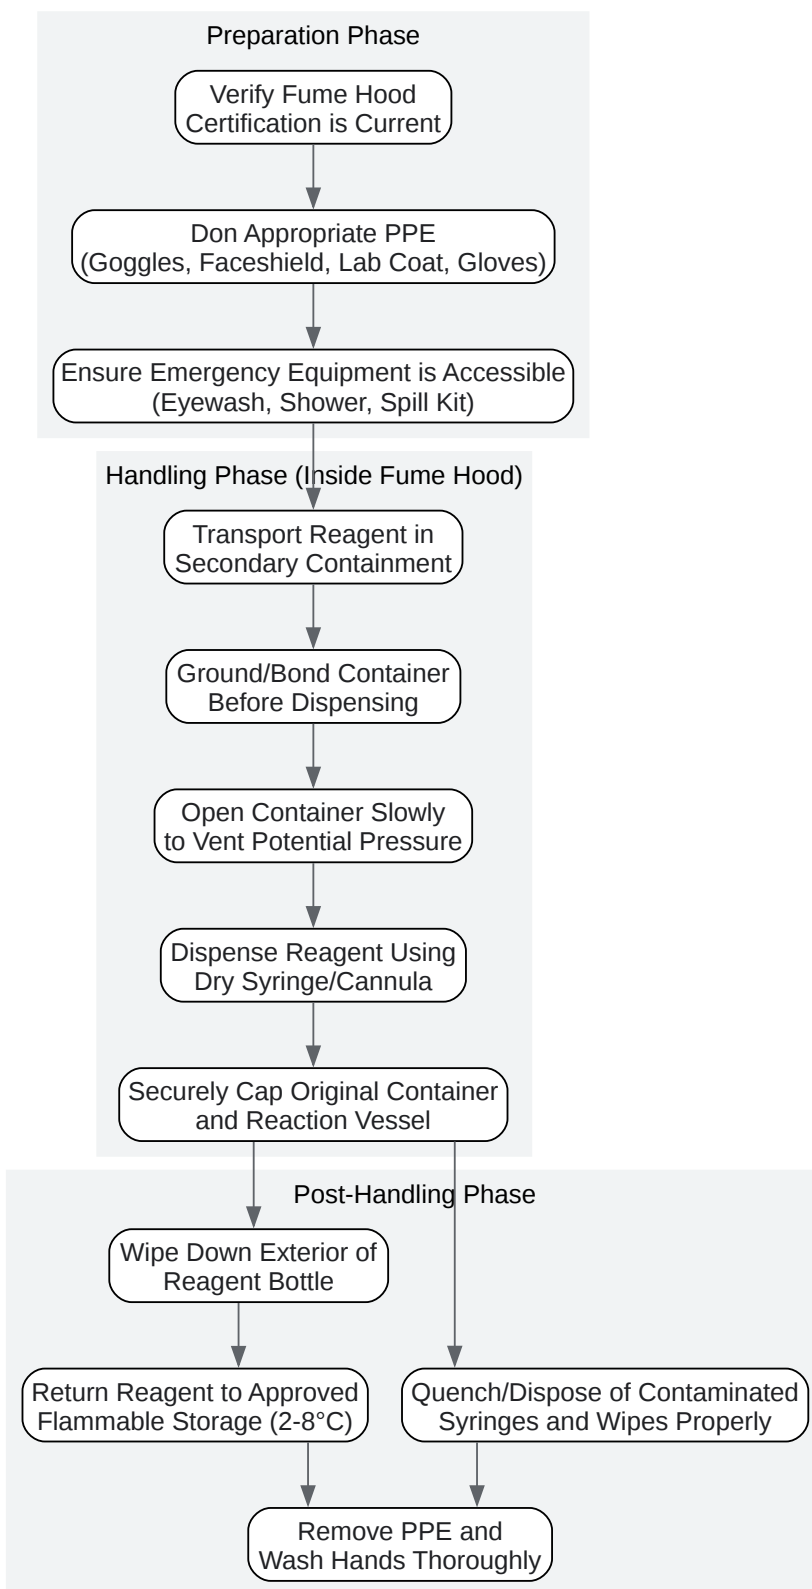 Preparation Phase
Verify Fume Hood
Certification is Current
Don Appropriate PPE
(Goggles, Faceshield, Lab Coat, Gloves)
Ensure Emergency Equipment is Accessible
(Eyewash, Shower, Spill Kit)
Handling Phase (Inside Fume Hood)
Transport Reagent in
Secondary Containment
Ground/Bond Container
Before Dispensing
Open Container Slowly
to Vent Potential Pressure
Dispense Reagent Using
Dry Syringe/Cannula
Securely Cap Original Container
and Reaction Vessel
Post-Handling Phase
Wipe Down Exterior of
Reagent Bottle
Return Reagent to Approved
Flammable Storage (2-8°C)
Quench/Dispose of Contaminated
Syringes and Wipes Properly
Remove PPE and
Wash Hands Thoroughly